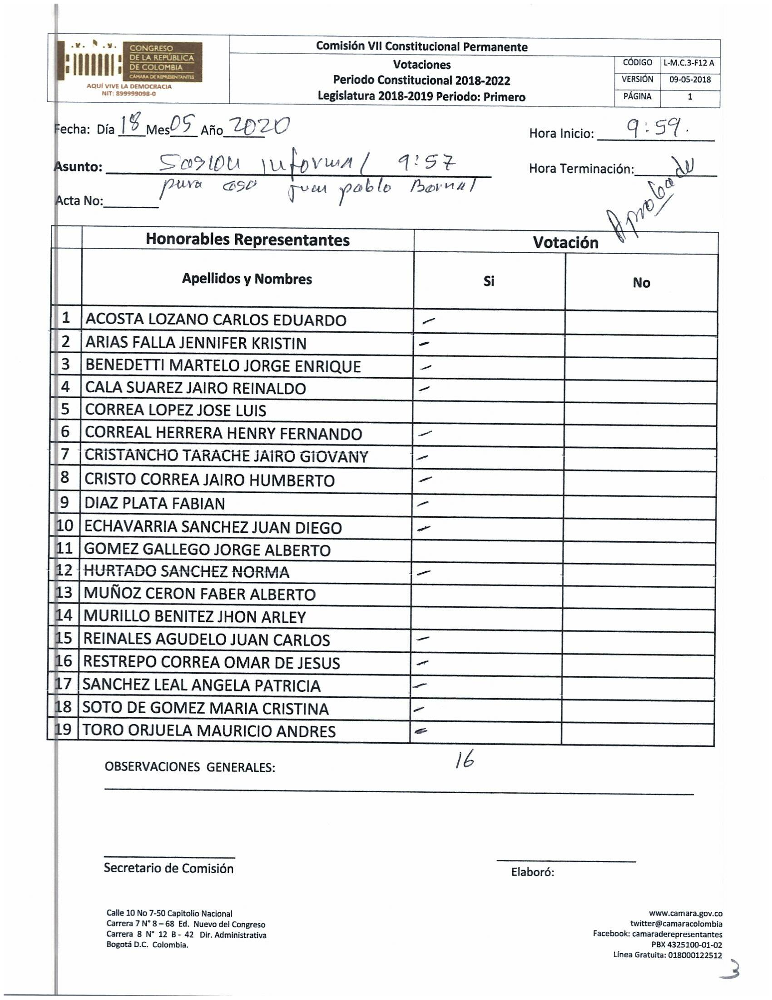 CONGRESO
DE LA REPÚBLICA
DE COLOMBIA
CÁMARA DE REPRESENTANTES
AQUÍ VIVE LA DEMOCRACIA
NIT: 899999098-0
Comisión VII Constitucional Permanente
Votaciones
Periodo Constitucional 2018-2022
Legislatura 2018-2019 Periodo: Primero
CÓDIGO L-M.C.3-F12 A
VERSIÓN 09-05-2018
PÁGINA 1
Fecha: Día 18 Mes 05 Año 2020
Hora Inicio: 9:59.
Asunto: Sesion informal 9:57
Hora Terminación:
para caso juan pablo Bernal
Aprobado
Acta No:
Honorables Representantes Votación
Apellidos y Nombres Si No
1 ACOSTA LOZANO CARLOS EDUARDO –
2 ARIAS FALLA JENNIFER KRISTIN –
3 BENEDETTI MARTELO JORGE ENRIQUE –
4 CALA SUAREZ JAIRO REINALDO –
5 CORREA LOPEZ JOSE LUIS
6 CORREAL HERRERA HENRY FERNANDO –
7 CRISTANCHO TARACHE JAIRO GIOVANY –
8 CRISTO CORREA JAIRO HUMBERTO –
9 DIAZ PLATA FABIAN –
10 ECHAVARRIA SANCHEZ JUAN DIEGO –
11 GOMEZ GALLEGO JORGE ALBERTO
12 HURTADO SANCHEZ NORMA –
13 MUÑOZ CERON FABER ALBERTO
14 MURILLO BENITEZ JHON ARLEY
15 REINALES AGUDELO JUAN CARLOS –
16 RESTREPO CORREA OMAR DE JESUS –
17 SANCHEZ LEAL ANGELA PATRICIA –
18 SOTO DE GOMEZ MARIA CRISTINA –
19 TORO ORJUELA MAURICIO ANDRES –
16
OBSERVACIONES GENERALES:
Secretario de Comisión
Elaboró:
Calle 10 No 7-50 Capitolio Nacional
Carrera 7 N° 8 – 68 Ed. Nuevo del Congreso
Carrera 8 N° 12 B - 42 Dir. Administrativa
Bogotá D.C. Colombia.
www.camara.gov.co
twitter@camaracolombia
Facebook: camaraderepresentantes
PBX 4325100-01-02
Línea Gratuita: 018000122512
3